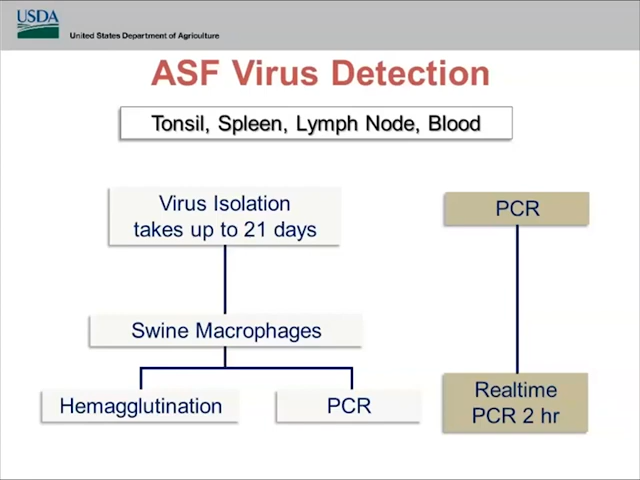 USDA
United States Department of Agriculture
ASF Virus Detection
Tonsil, Spleen, Lymph Node, Blood
Virus Isolation
takes up to 21 days
PCR
Swine Macrophages
Hemagglutination
PCR
Realtime
PCR 2 hr